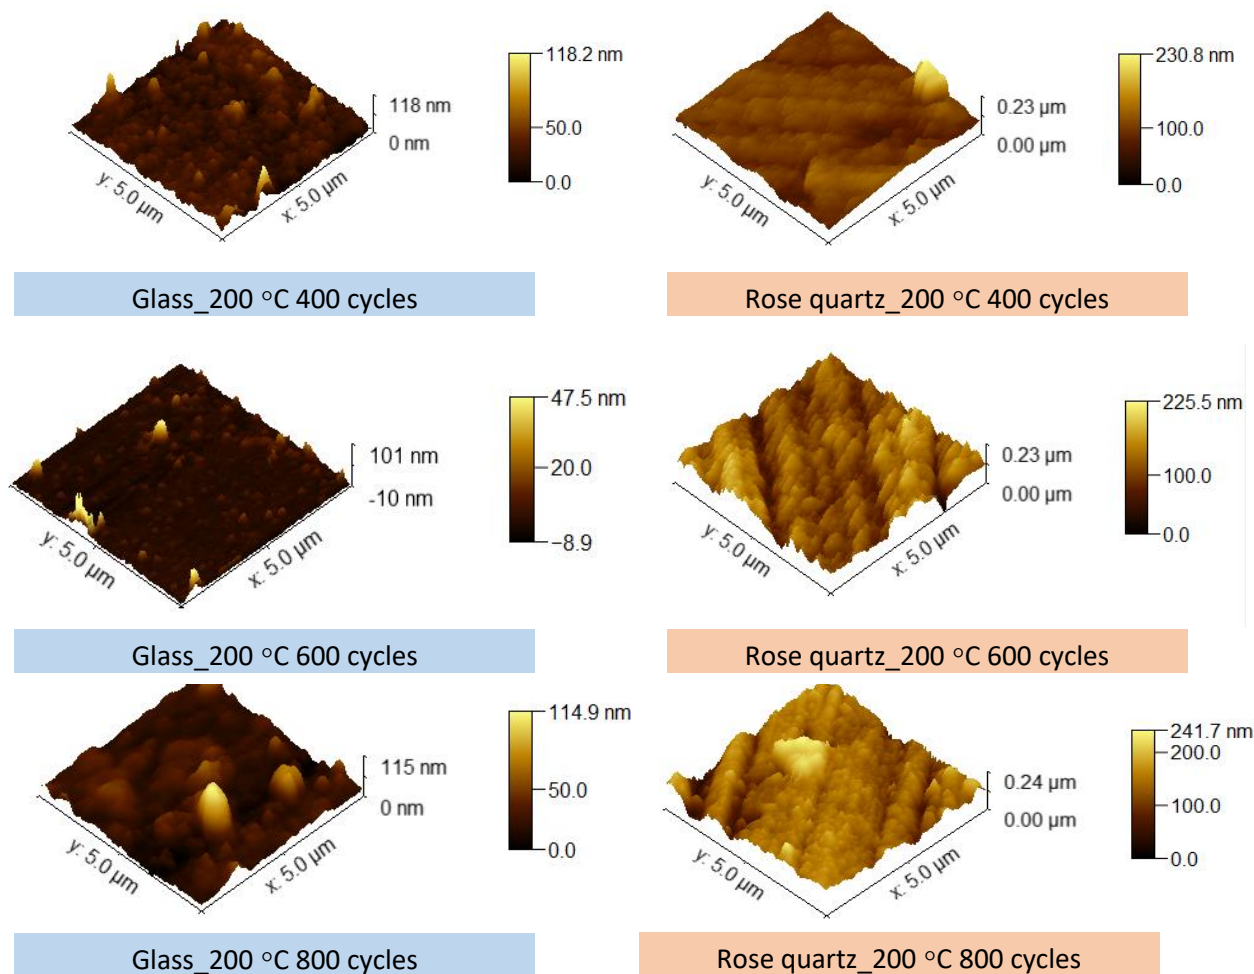 118.2 nm
50.0
0.0
118 nm
0 nm
y: 5.0 µm
x: 5.0 µm
Glass_200 °C 400 cycles
230.8 nm
100.0
0.0
0.23 µm
0.00 µm
y: 5.0 µm
x: 5.0 µm
Rose quartz_200 °C 400 cycles
47.5 nm
20.0
−8.9
101 nm
-10 nm
y: 5.0 µm
x: 5.0 µm
Glass_200 °C 600 cycles
225.5 nm
100.0
0.0
0.23 µm
0.00 µm
y: 5.0 µm
x: 5.0 µm
Rose quartz_200 °C 600 cycles
114.9 nm
50.0
0.0
115 nm
0 nm
y: 5.0 µm
x: 5.0 µm
Glass_200 °C 800 cycles
241.7 nm
200.0
100.0
0.0
0.24 µm
0.00 µm
y: 5.0 µm
x: 5.0 µm
Rose quartz_200 °C 800 cycles